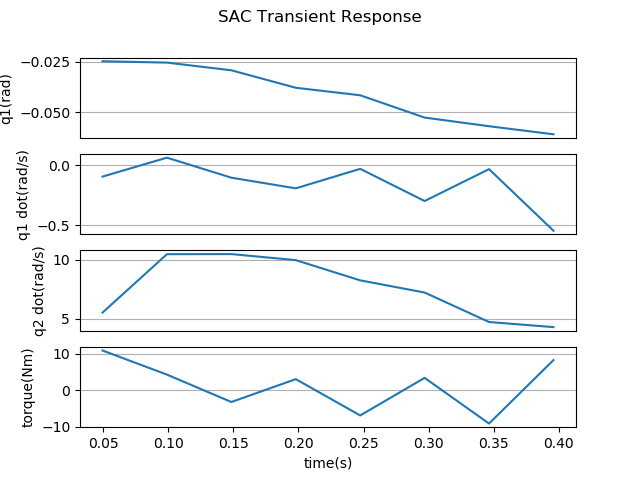 SAC Transient Response
q1(rad)
−0.025
−0.050
q1 dot(rad/s)
0.0
−0.5
q2 dot(rad/s)
10
5
torque(Nm)
10
0
−10
0.05 0.10 0.15 0.20 0.25 0.30 0.35 0.40
time(s)